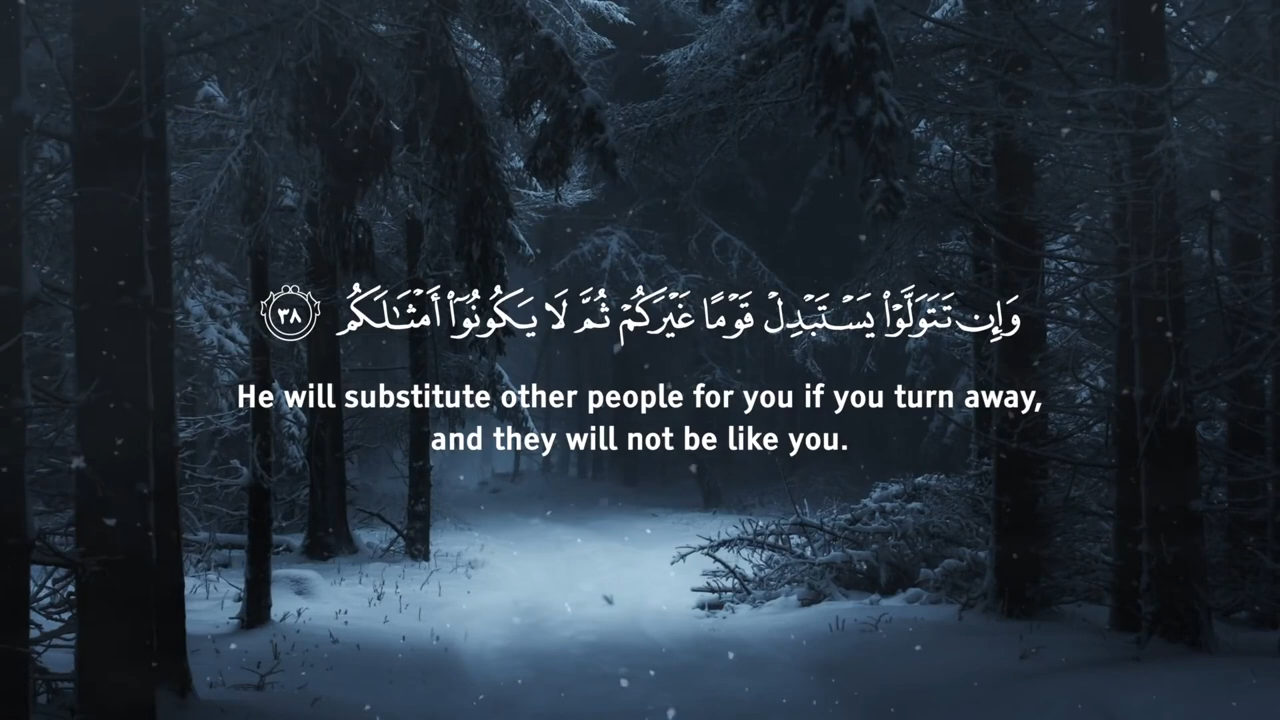 وَإِن تَتَوَلَّوْا۟ يَسْتَبْدِلْ قَوْمًا غَيْرَكُمْ ثُمَّ لَا يَكُونُوٓا۟ أَمْثَـٰلَكُم ٣٨
He will substitute other people for you if you turn away,
and they will not be like you.